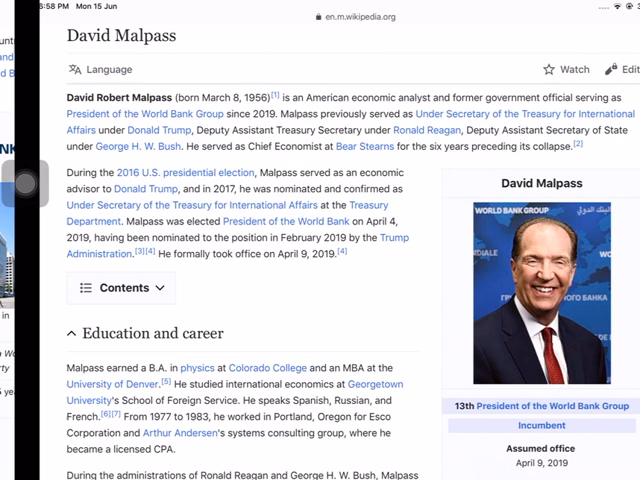 6:58 PM Mon 15 Jun
en.m.wikipedia.org
David Malpass
Language
Watch
Edit
David Robert Malpass (born March 8, 1956)[1] is an American economic analyst and former government official serving as
President of the World Bank Group since 2019. Malpass previously served as Under Secretary of the Treasury for International
Affairs under Donald Trump, Deputy Assistant Treasury Secretary under Ronald Reagan, Deputy Assistant Secretary of State
under George H. W. Bush. He served as Chief Economist at Bear Stearns for the six years preceding its collapse.[2]
During the 2016 U.S. presidential election, Malpass served as an economic
advisor to Donald Trump, and in 2017, he was nominated and confirmed as
Under Secretary of the Treasury for International Affairs at the Treasury
Department. Malpass was elected President of the World Bank on April 4,
2019, having been nominated to the position in February 2019 by the Trump
Administration.[3][4] He formally took office on April 9, 2019.[4]
Contents
Education and career
Malpass earned a B.A. in physics at Colorado College and an MBA at the
University of Denver.[5] He studied international economics at Georgetown
University's School of Foreign Service. He speaks Spanish, Russian, and
French.[6][7] From 1977 to 1983, he worked in Portland, Oregon for Esco
Corporation and Arthur Andersen's systems consulting group, where he
became a licensed CPA.
During the administrations of Ronald Reagan and George H. W. Bush, Malpass
David Malpass
WORLD BANK GROUP
البنك الدولي
13th President of the World Bank Group
Incumbent
Assumed office
April 9, 2019